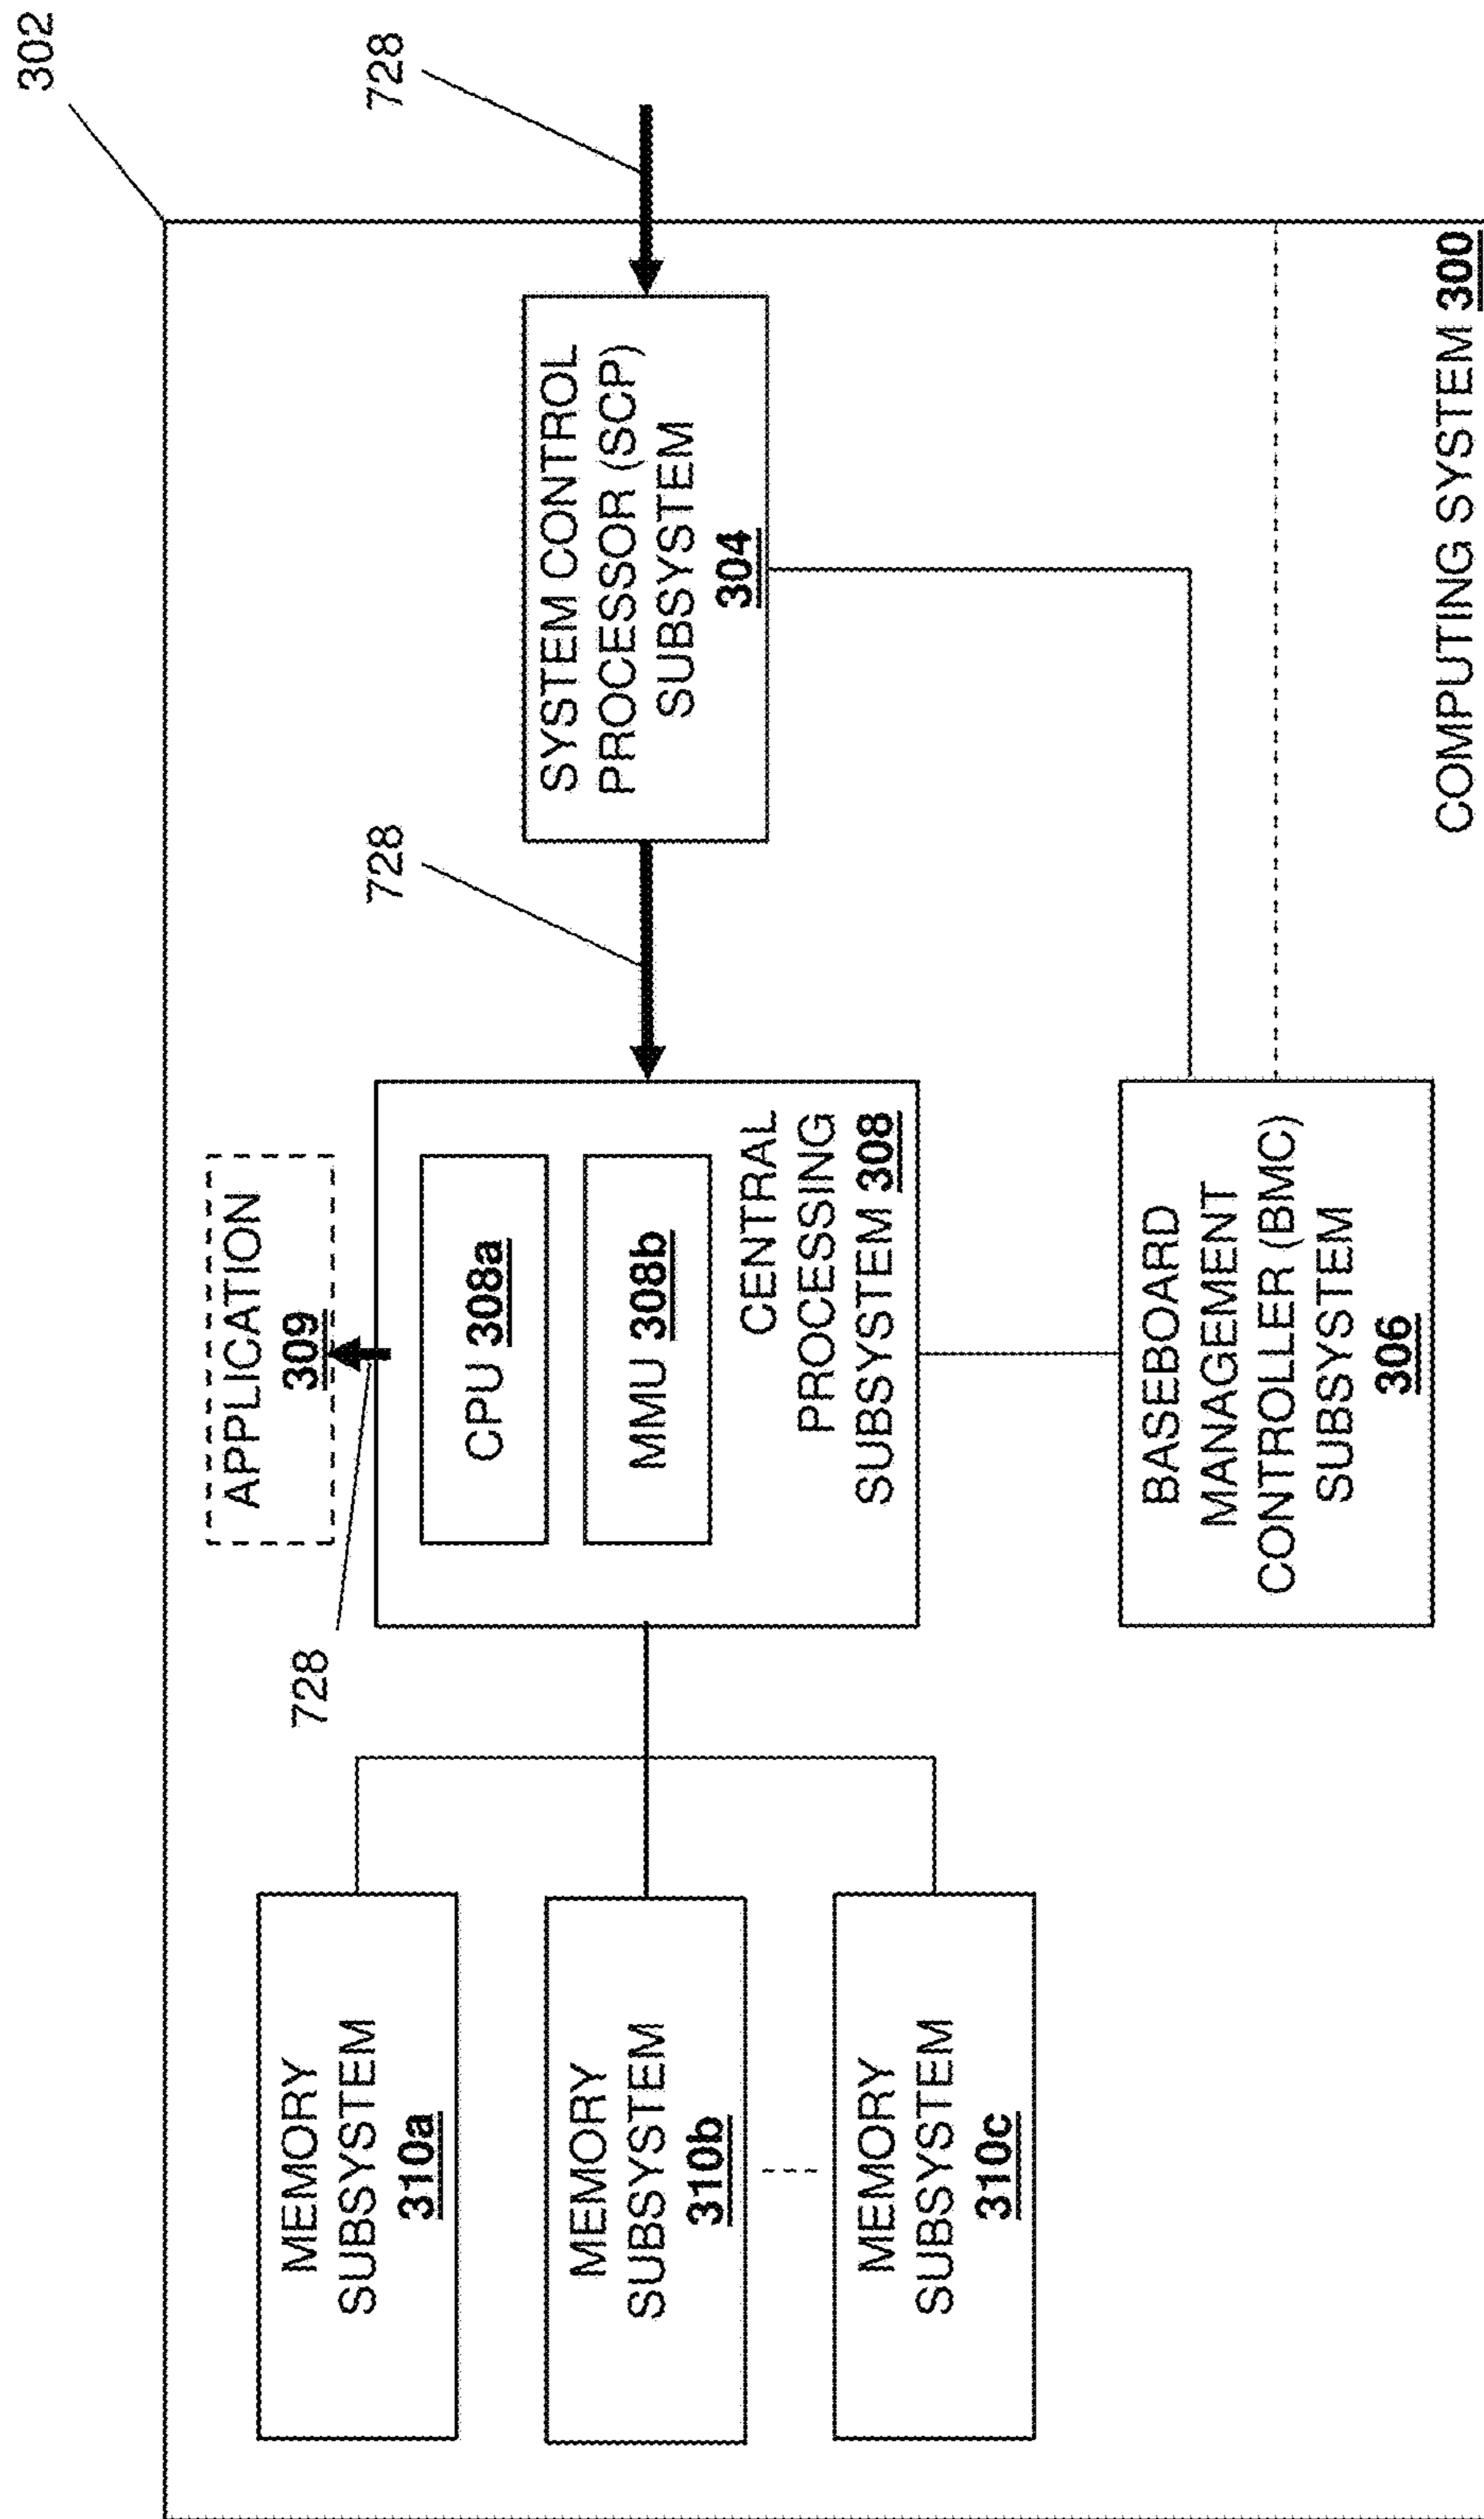 302
728
728
728
APPLICATION
309
CPU 308a
MMU 308b
CENTRAL
PROCESSING
SUBSYSTEM 308
SYSTEM CONTROL
PROCESSOR (SCP)
SUBSYSTEM
304
MEMORY
SUBSYSTEM
310a
MEMORY
SUBSYSTEM
310b
MEMORY
SUBSYSTEM
310c
BASEBOARD
MANAGEMENT
CONTROLLER (BMC)
SUBSYSTEM
306
COMPUTING SYSTEM 300